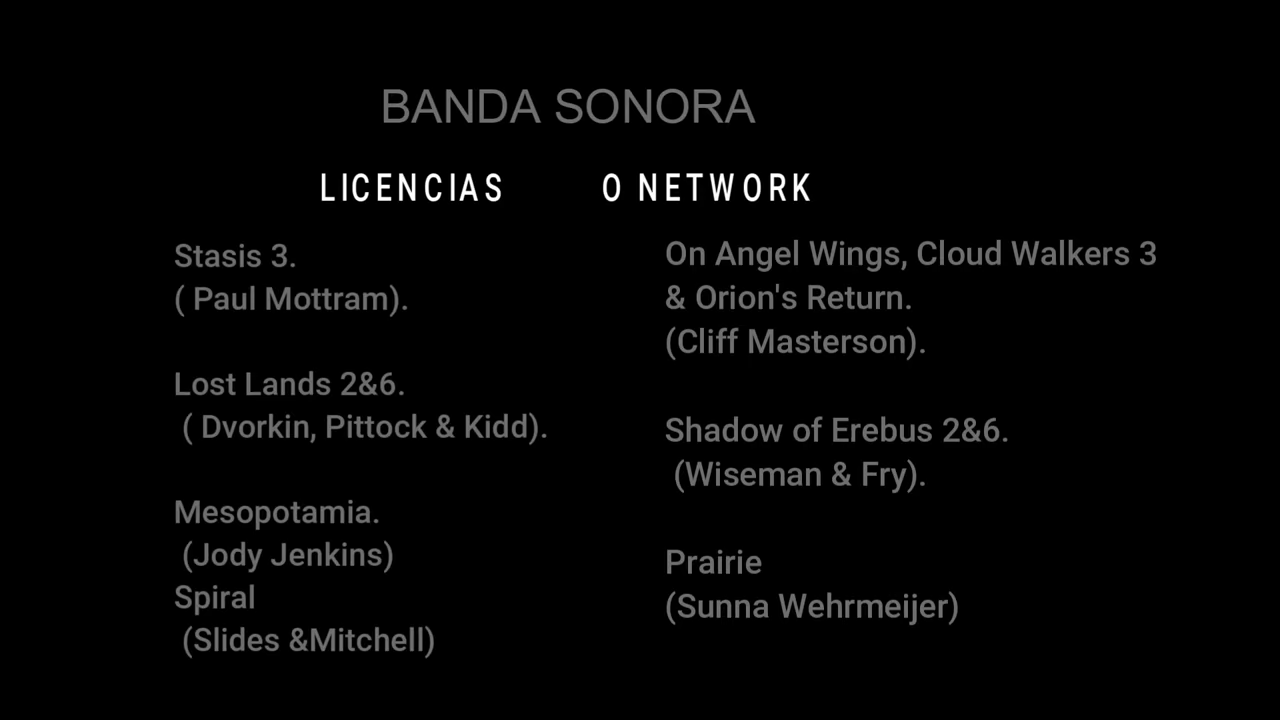 BANDA SONORA
LICENCIAS O NETWORK
Stasis 3.
( Paul Mottram).
Lost Lands 2&6.
( Dvorkin, Pittock & Kidd).
Mesopotamia.
(Jody Jenkins)
Spiral
(Slides &Mitchell)
On Angel Wings, Cloud Walkers 3
& Orion's Return.
(Cliff Masterson).
Shadow of Erebus 2&6.
(Wiseman & Fry).
Prairie
(Sunna Wehrmeijer)